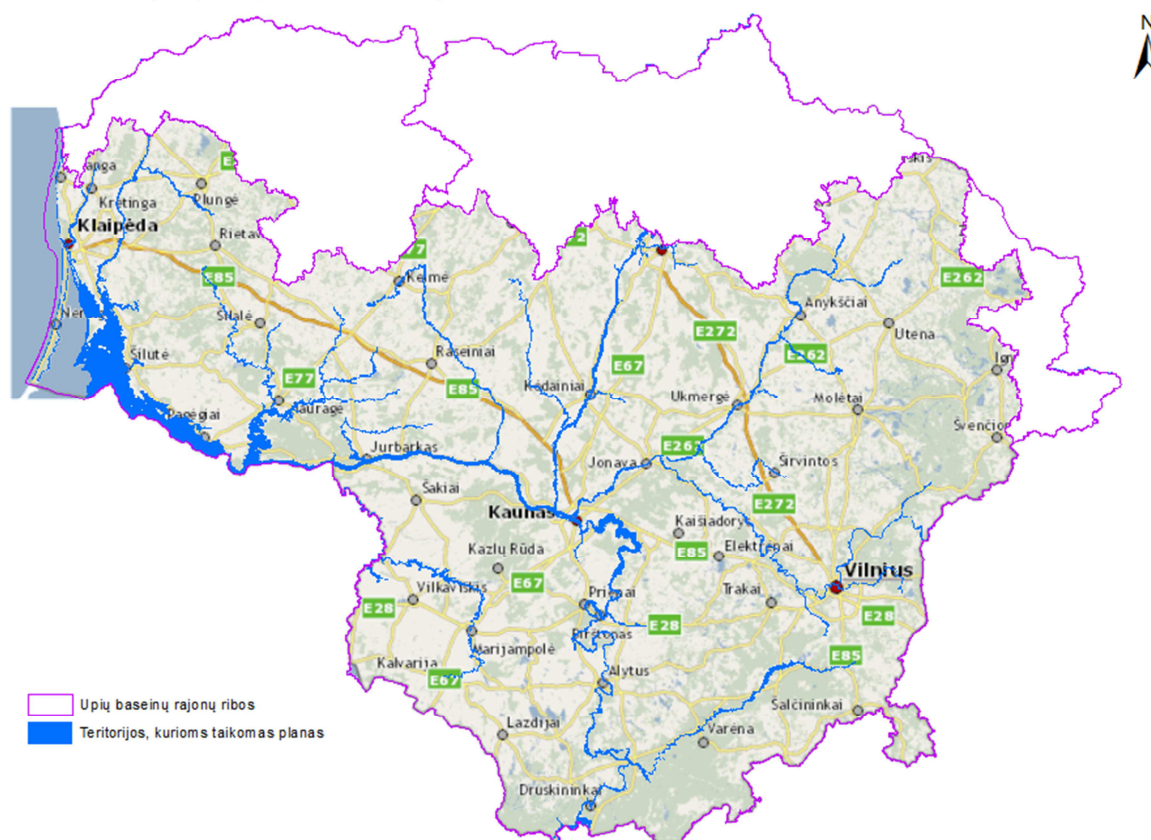 N
Kretinga
Plungė
Klaipėda
Rietav
E85
Kelmė
Šilalė
Anykščiai
E262
Utena
E272
E262
Šilutė
Raseiniai
E67
E77
E85
Kėdainiai
Ukmergė
Molėtai
Pagėgiai
Tauragė
Švenčio
Jurbarkas
Jonava
E262
Širvintos
Šakiai
E272
Kaunas
Kaišiadorys
E85
Elektrėnai
Kazlų Rūda
E67
Vilnius
Vilkaviškis
Prienai
Trakai
E28
E28
E28
Birštonas
Marijampolė
Kalvarija
E67
Alytus
E85
Šalčininkai
Lazdijai
Varėna
Druskininkai
Upių baseinų rajonų ribos
Teritorijos, kurioms taikomas planas